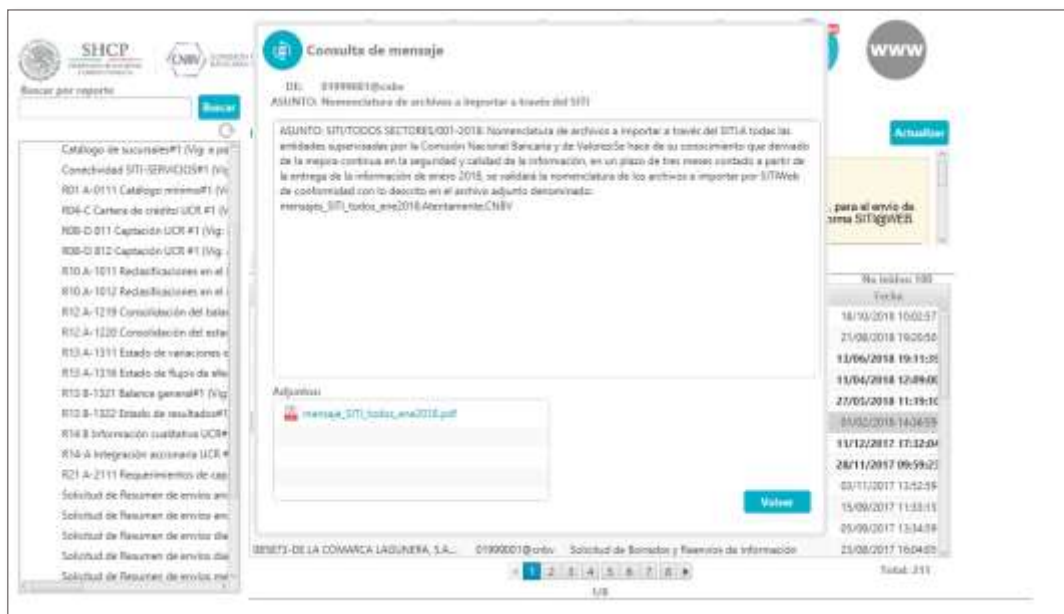 SHCP
CNBV
www
Buscar por reporte
Buscar
Catálogo de sucursales#1 (Vig: a pa
Conectividad SITI-SERVICIOS#1 (Vig
R01 A-0111 Catálogo mínimo#1 (Vi
R04-C Cartera de crédito UCR #1 (V
R08-D 811 Captación UCR #1 (Vig:
R08-D 812 Captación UCR #1 (Vig:
R10 A-1011 Reclasificaciones en el
R10 A-1012 Reclasificaciones en el
R12 A-1219 Consolidación del balan
R12 A-1220 Consolidación del estad
R13 A-1311 Estado de variaciones e
R13 A-1316 Estado de flujos de efec
R13 B-1321 Balance general#1 (Vig:
R13 B-1322 Estado de resultados#1
R14 B Información cualitativa UCR#
R14-A Integración accionaria UCR #
R21 A-2111 Requerimientos de cap
Solicitud de Resumen de envíos anu
Solicitud de Resumen de envíos anu
Solicitud de Resumen de envíos dia
Solicitud de Resumen de envíos dia
Solicitud de Resumen de envíos me
Consulta de mensaje
DE: 01999001@cnbv
ASUNTO: Nomenclatura de archivos a importar a través del SITI
ASUNTO: SITI/TODOS SECTORES/001-2018: Nomenclatura de archivos a importar a través del SITI.A todas las
entidades supervisadas por la Comisión Nacional Bancaria y de Valores:Se hace de su conocimiento que derivado
de la mejora continua en la seguridad y calidad de la información, en un plazo de tres meses contado a partir de
la entrega de la información de enero 2018, se validará la nomenclatura de los archivos a importar por SITIWeb
de conformidad con lo descrito en el archivo adjunto denominado:
mensajes_SITI_todos_ene2018.Atentamente,CNBV
Adjuntos:
mensaje_SITI_todos_ene2018.pdf
Volver
Actualizar
, para el envío de
orma SITI@WEB.
No leídos: 100
Fecha
18/10/2018 10:02:57
21/08/2018 19:20:50
13/06/2018 19:11:35
11/04/2018 12:09:00
27/03/2018 11:19:10
01/02/2018 14:34:59
11/12/2017 17:32:04
28/11/2017 09:59:23
03/11/2017 13:52:59
15/09/2017 11:33:15
05/09/2017 13:34:59
23/08/2017 16:04:05
DE LA COMARCA LAGUNERA, S.A... 01999001@cnbv Solicitud de Borrados y Reenvíos de Información
1 2 3 4 5 6 7 8
1/8
Total: 211